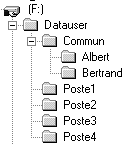 (F:)
Datauser
Commun
Albert
Bertrand
Poste1
Poste2
Poste3
Poste4